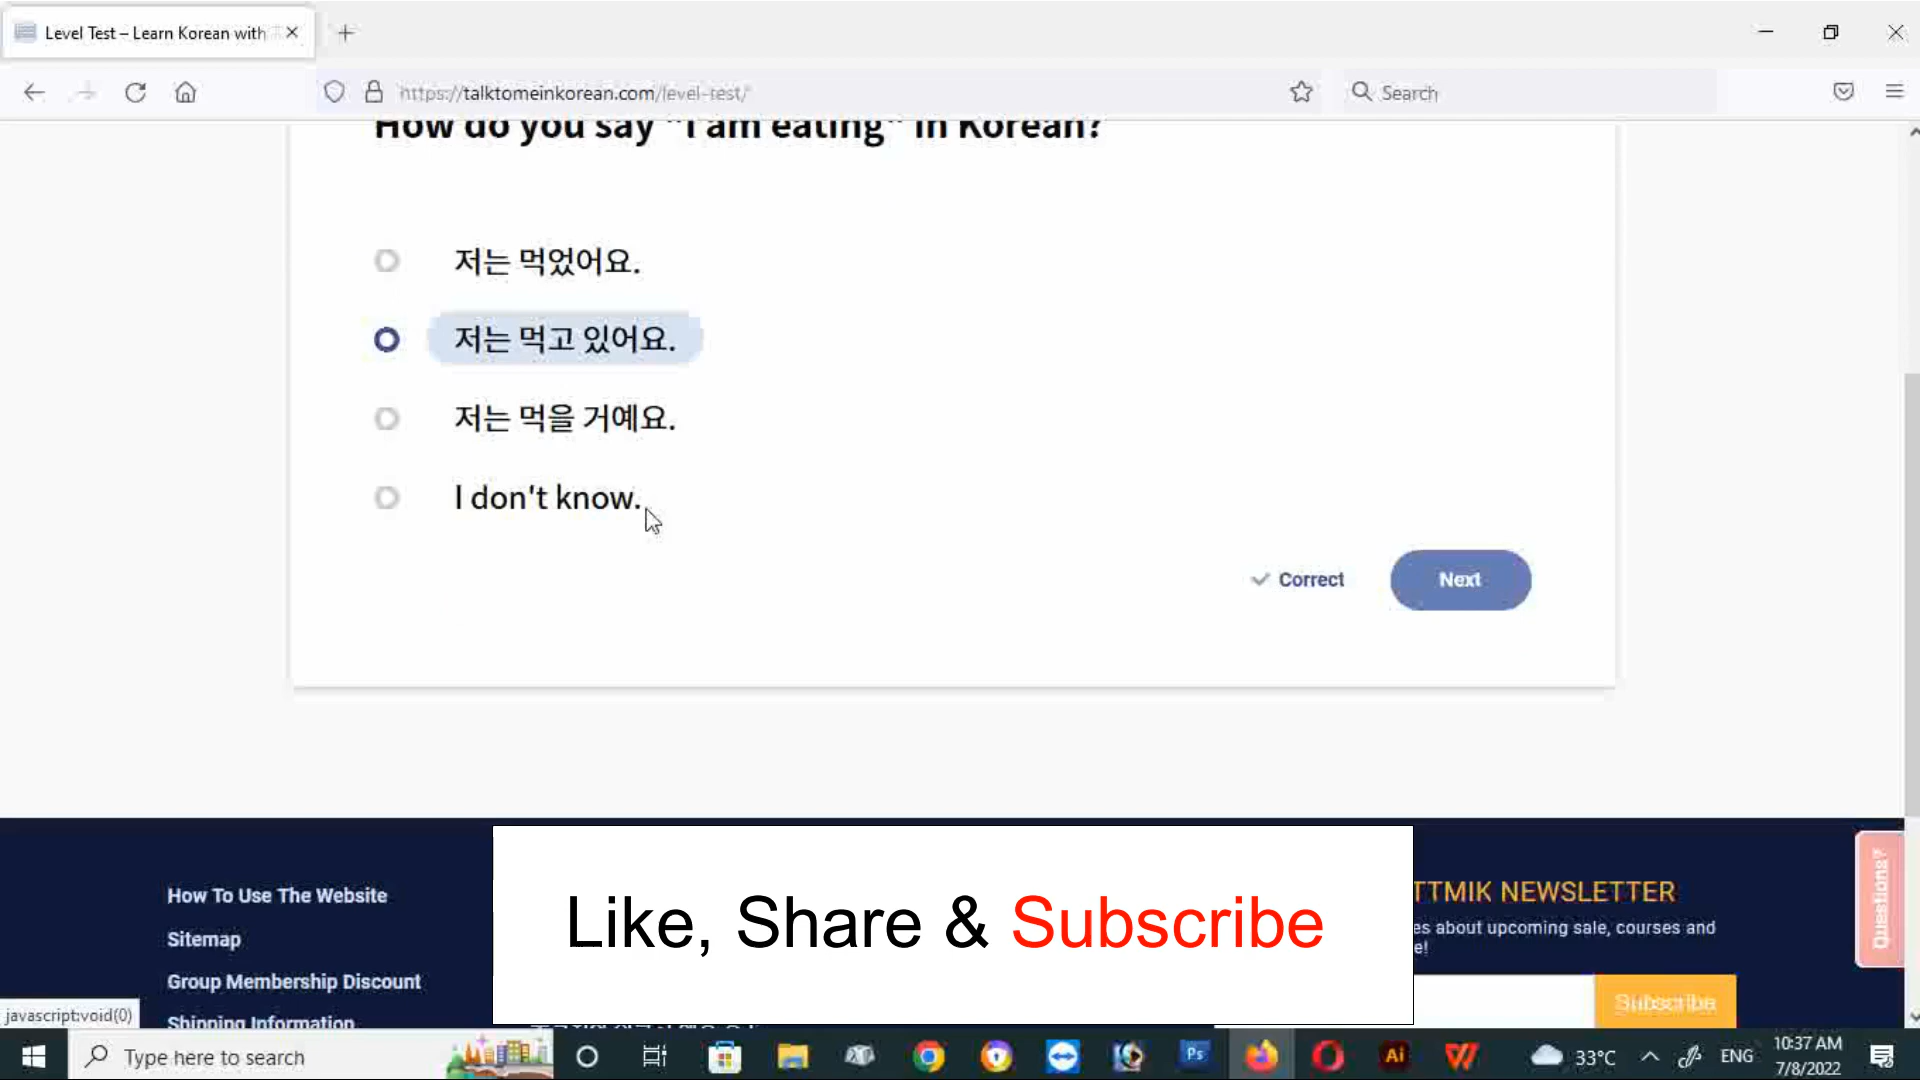 Level Test – Learn Korean with
https://talktomeinkorean.com/level-test/
Search
How do you say "I am eating" in Korean?
저는 먹었어요.
저는 먹고 있어요.
저는 먹을 거예요.
I don't know.
Correct
Next
How To Use The Website
Sitemap
Group Membership Discount
Shipping Information
Like, Share & Subscribe
TTMIK NEWSLETTER
es about upcoming sale, courses and
e!
Subscribe
Questions?
javascript:void(0)
Type here to search
Ps
Ai
33°C
ENG
10:37 AM
7/8/2022